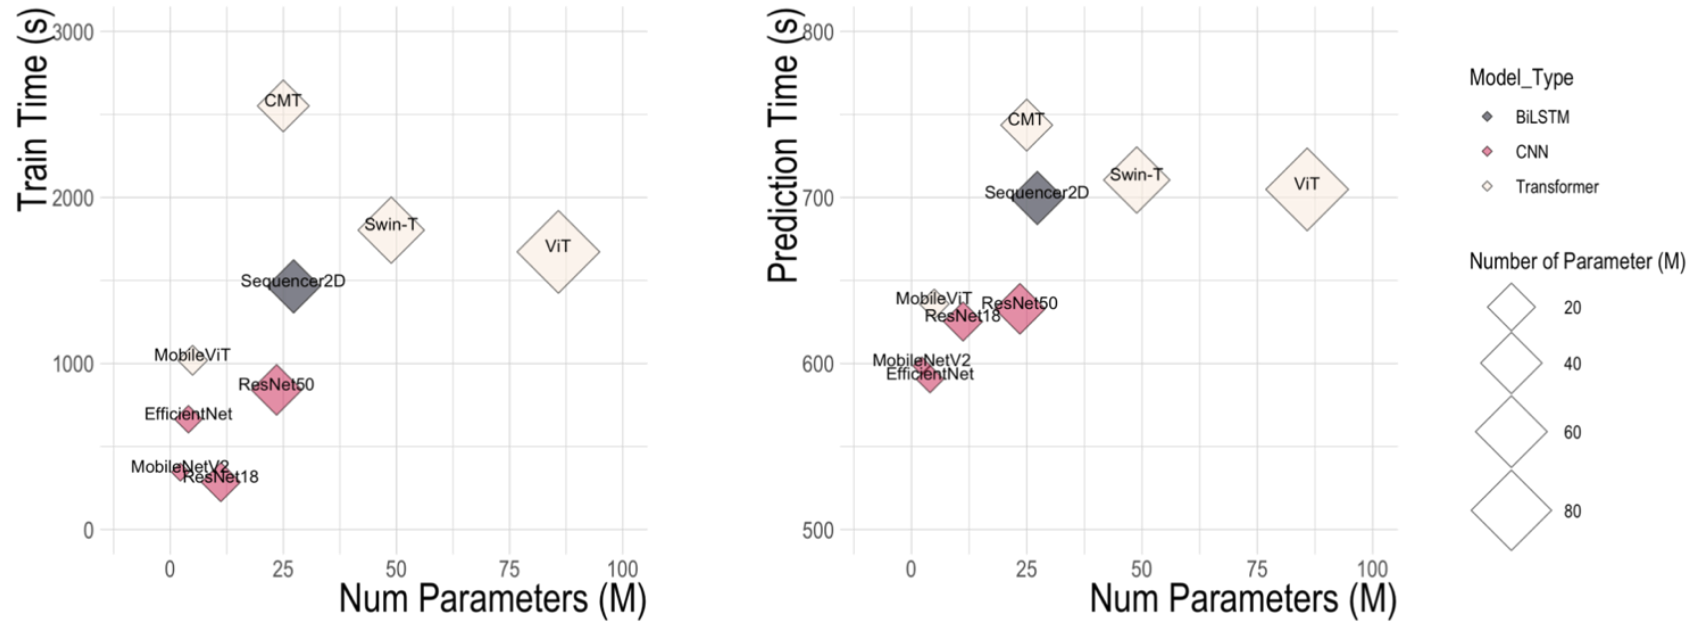 Train Time (s)
3000
2000
1000
0
CMT
Swin-T
ViT
Sequencer2D
MobileViT
ResNet50
EfficientNet
MobileNetV2
ResNet18
0 25 50 75 100
Num Parameters (M)
Prediction Time (s)
800
700
600
500
CMT
Swin-T
ViT
Sequencer2D
MobileViT
ResNet50
ResNet18
MobileNetV2
EfficientNet
0 25 50 75 100
Num Parameters (M)
Model_Type
BiLSTM
CNN
Transformer
Number of Parameter (M)
20
40
60
80